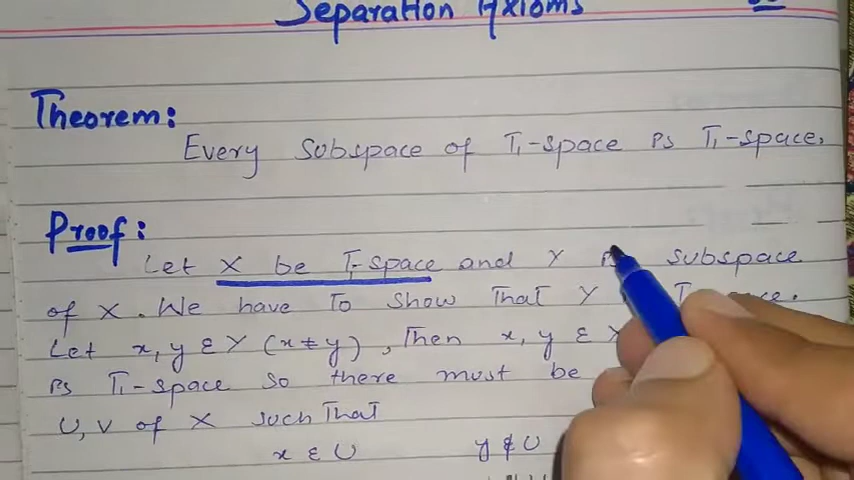 Separation Axioms
Theorem:
Every Subspace of T₁-space is T₁-space.
Proof:
Let X be T₁-space and Y is subspace
of X. We have To show That Y
Let x, y ε Y (x ≠ y), Then x, y ε X
is T₁-space so there must be
U, V of X such That
x ε U y ∉ U